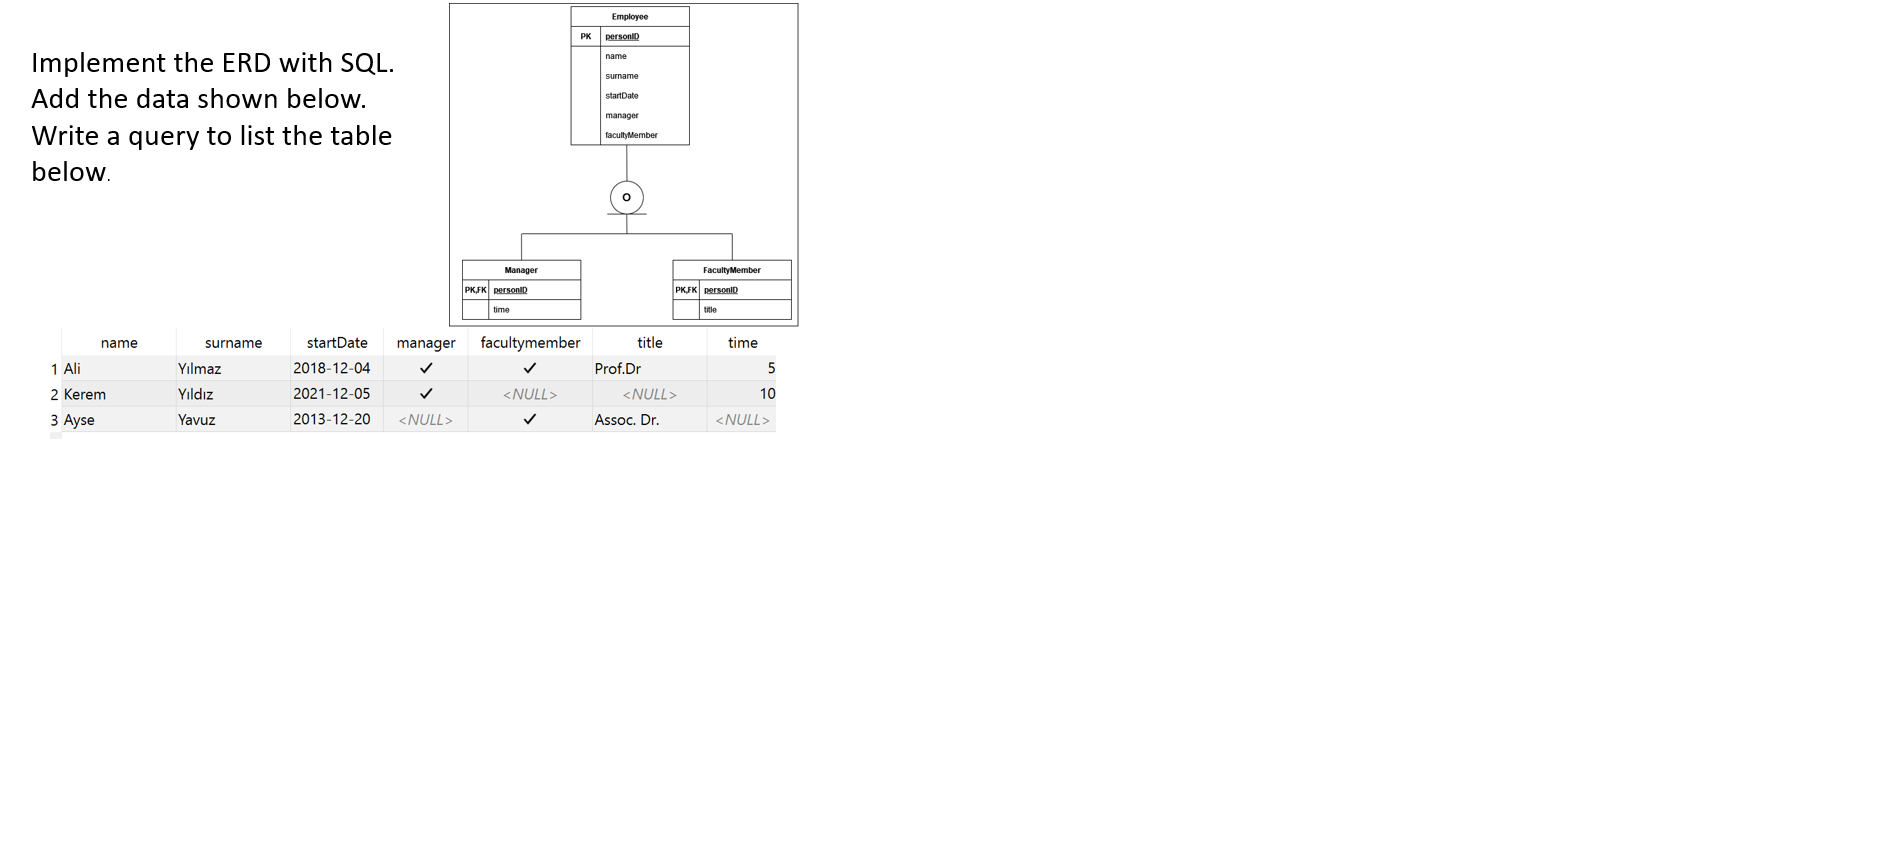 Implement the ERD with SQL.
Add the data shown below.
Write a query to list the table
below.
Employee
PK personID
name
surname
startDate
manager
facultyMember
O
Manager
PK,FK personID
time
FacultyMember
PK,FK personID
title
name surname startDate manager facultymember title time
1 Ali Yılmaz 2018-12-04 ✓ ✓ Prof.Dr 5
2 Kerem Yıldız 2021-12-05 ✓ <NULL> <NULL> 10
3 Ayse Yavuz 2013-12-20 <NULL> ✓ Assoc. Dr. <NULL>